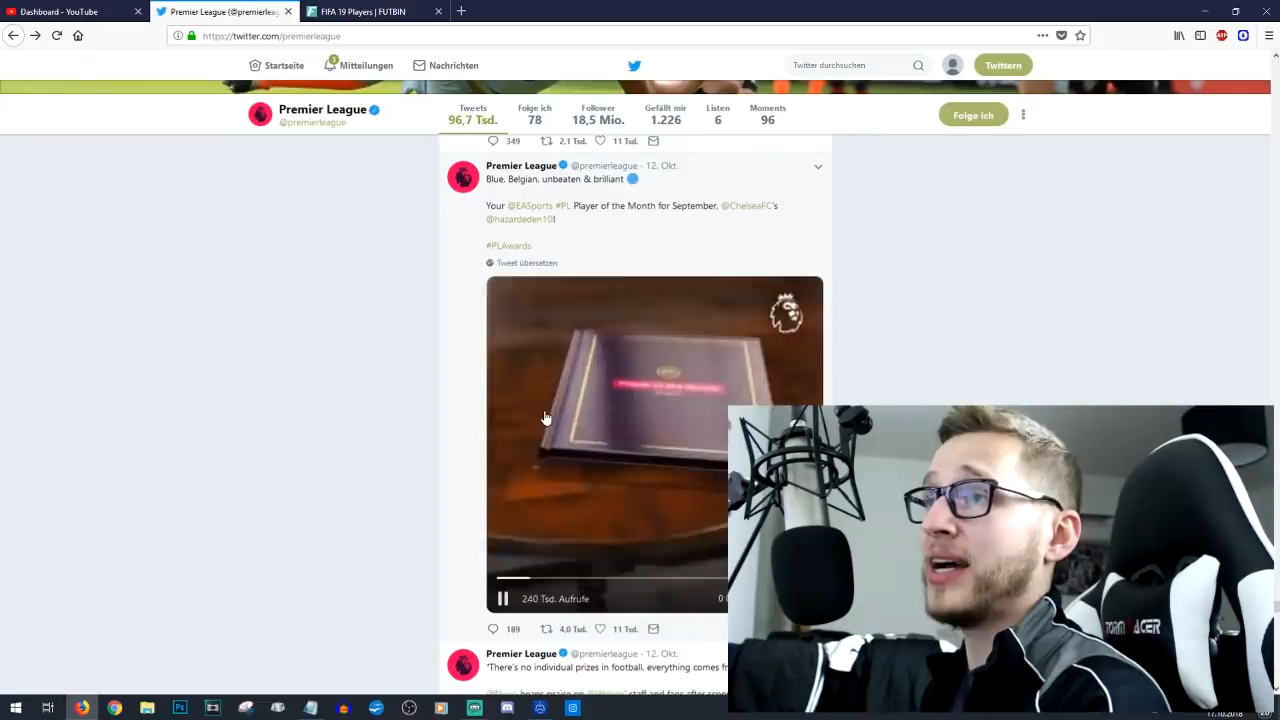 Dashboard - YouTube
Premier League (@premierleag
FIFA 19 Players | FUTBIN
https://twitter.com/premierleague
Startseite
3
Mitteilungen
Nachrichten
Twitter durchsuchen
Twittern
Premier League
@premierleague
Tweets
96,7 Tsd.
Folge ich
78
Follower
18,5 Mio.
Gefällt mir
1.226
Listen
6
Moments
96
Folge ich
349
2,1 Tsd.
11 Tsd.
Premier League @premierleague · 12. Okt.
Blue, Belgian, unbeaten & brilliant
Your @EASports #PL Player of the Month for September, @ChelseaFC's
@hazardeden10!
#PLAwards
Tweet übersetzen
240 Tsd. Aufrufe
189
4,0 Tsd.
11 Tsd.
Premier League @premierleague · 12. Okt.
"There's no individual prizes in football, everything comes fr
17.10.2018